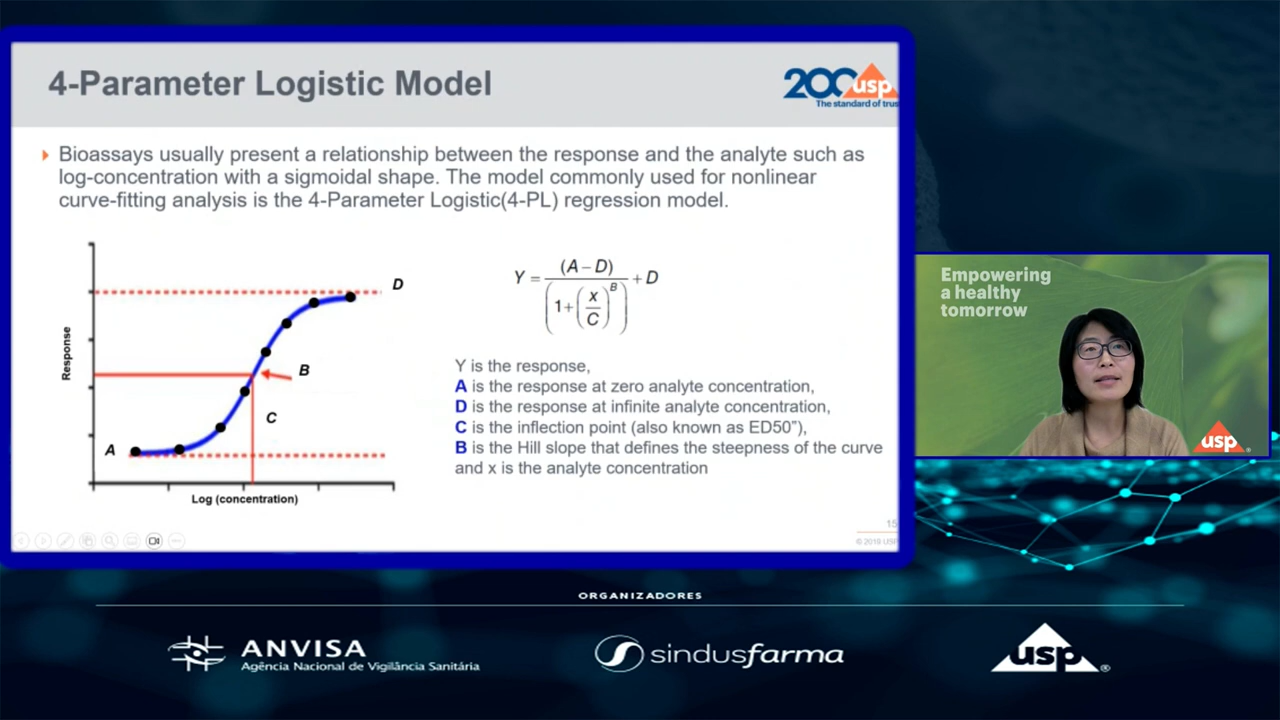 4-Parameter Logistic Model
200 usp
The standard of trus
Bioassays usually present a relationship between the response and the analyte such as
log-concentration with a sigmoidal shape. The model commonly used for nonlinear
curve-fitting analysis is the 4-Parameter Logistic(4-PL) regression model.
D
B
C
A
Response
Log (concentration)
Y = (A – D) / (1 + (x / C)^B) + D
Y is the response,
A is the response at zero analyte concentration,
D is the response at infinite analyte concentration,
C is the inflection point (also known as ED50”),
B is the Hill slope that defines the steepness of the curve
and x is the analyte concentration
15
© 2019 USP
Empowering
a healthy
tomorrow
usp
ORGANIZADORES
ANVISA
Agência Nacional de Vigilância Sanitária
sindusfarma
usp®